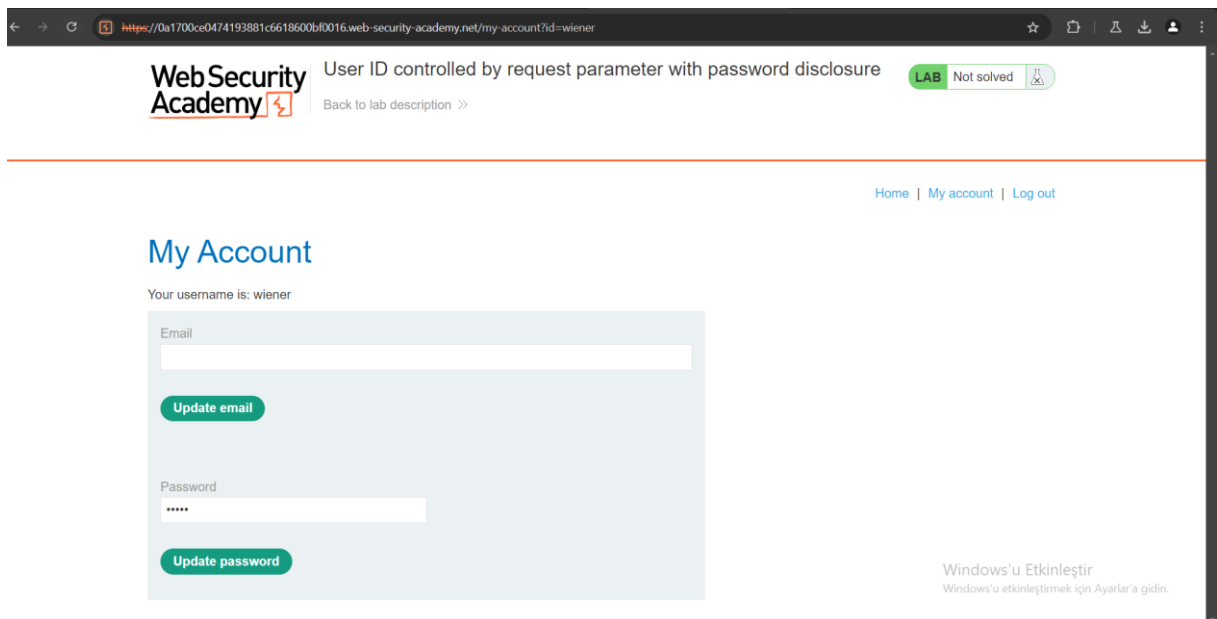 https://0a1700ce0474193881c6618600bf0016.web-security-academy.net/my-account?id=wiener
Web Security
Academy
User ID controlled by request parameter with password disclosure
Back to lab description >>
LAB Not solved
Home | My account | Log out
My Account
Your username is: wiener
Email
Update email
Password
•••••
Update password
Windows'u Etkinleştir
Windows'u etkinleştirmek için Ayarlar'a gidin.